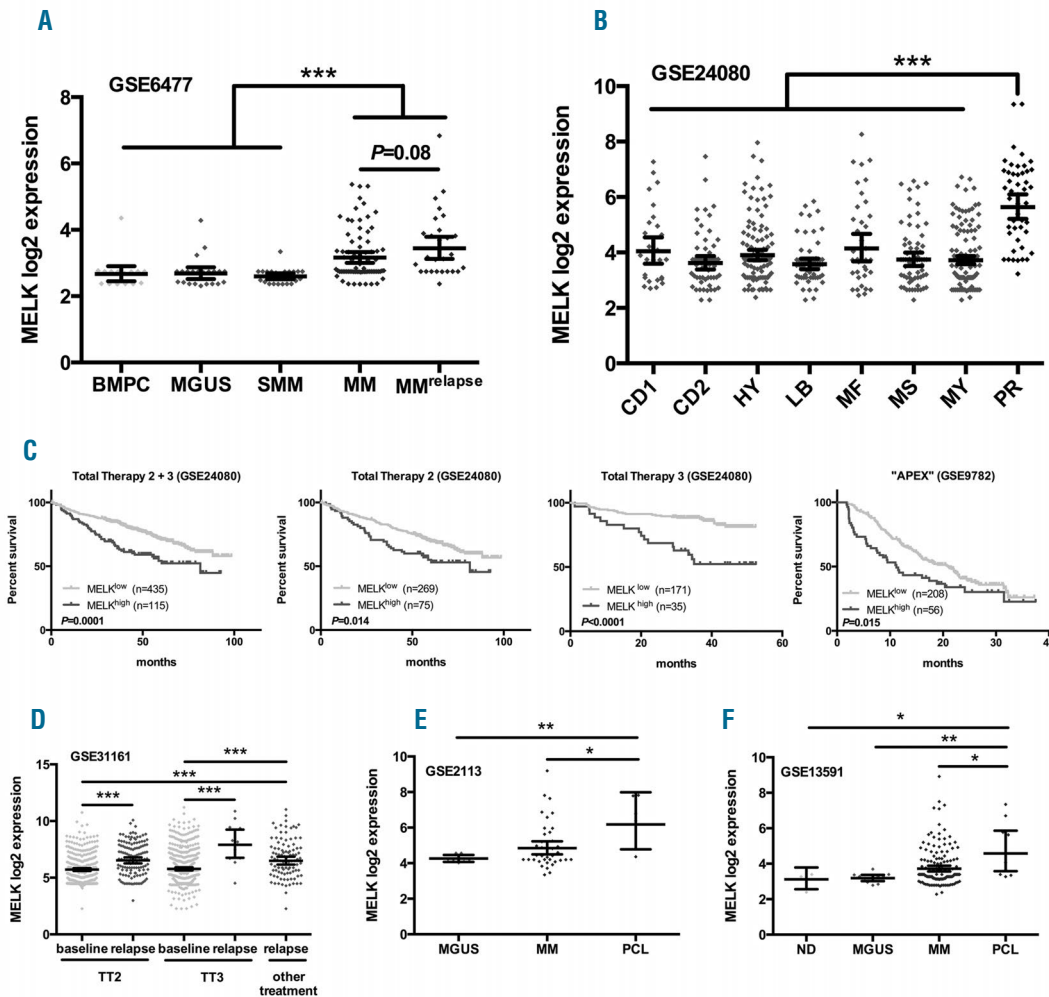 A
GSE6477
***
P=0.08
MELK log2 expression
8
6
4
2
0
BMPC MGUS SMM MM MMrelapse
B
GSE24080
***
MELK log2 expression
10
8
6
4
2
0
CD1 CD2 HY LB MF MS MY PR
C
Total Therapy 2 + 3 (GSE24080)
Percent survival
100
50
MELKlow (n=435)
MELKhigh (n=115)
P=0.0001
0 50 100
months
Total Therapy 2 (GSE24080)
Percent survival
100
50
MELKlow (n=269)
MELKhigh (n=75)
P=0.014
0 50 100
months
Total Therapy 3 (GSE24080)
Percent survival
100
50
MELKlow (n=171)
MELK high (n=35)
P<0.0001
0 20 40 60
months
"APEX" (GSE9782)
Percent survival
100
50
MELKlow (n=208)
MELKhigh (n=56)
P=0.015
0 10 20 30
months
D
GSE31161
***
***
*** ***
MELK log2 expression
15
10
5
0
baseline relapse baseline relapse relapse
TT2 TT3 other
treatment
E
GSE2113
**
*
MELK log2 expression
10
8
6
4
2
0
MGUS MM PCL
F
GSE13591
*
**
*
MELK log2 expression
10
8
6
4
2
0
ND MGUS MM PCL